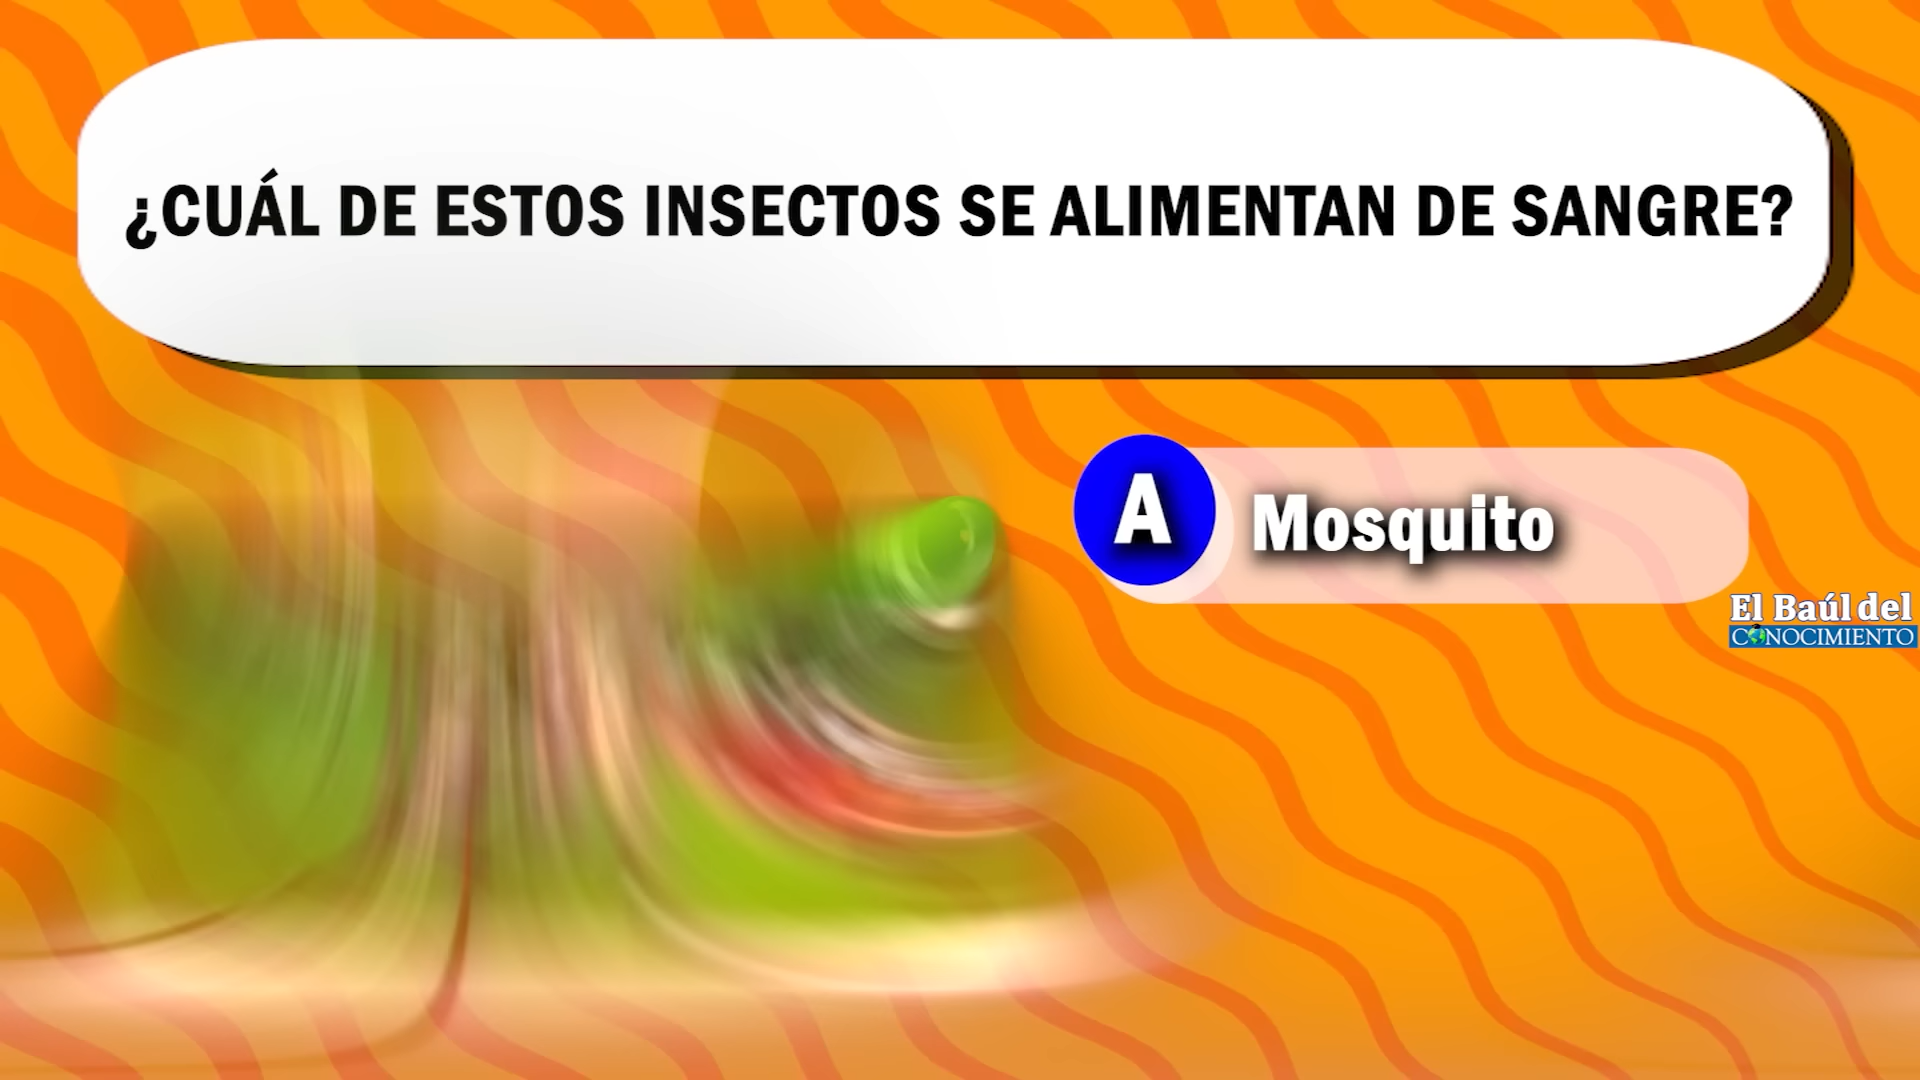 ¿CUÁL DE ESTOS INSECTOS SE ALIMENTAN DE SANGRE?
A Mosquito
El Baúl del
CONOCIMIENTO